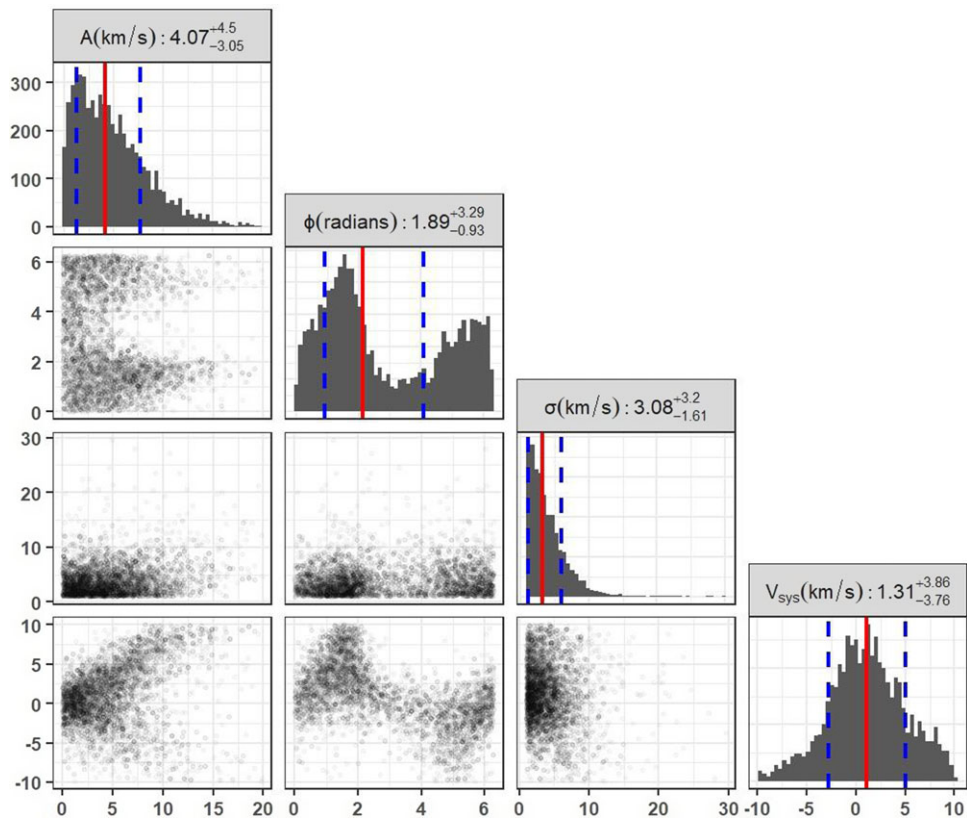 A(km/s) : 4.07 +4.5 −3.05
300
200
100
0
ϕ(radians) : 1.89 +3.29 −0.93
6
4
2
0
σ(km/s) : 3.08 +3.2 −1.61
30
20
10
0
Vsys(km/s) : 1.31 +3.86 −3.76
10
5
0
-5
-10
0 5 10 15 20
0 2 4 6
0 10 20 30
-10 -5 0 5 10